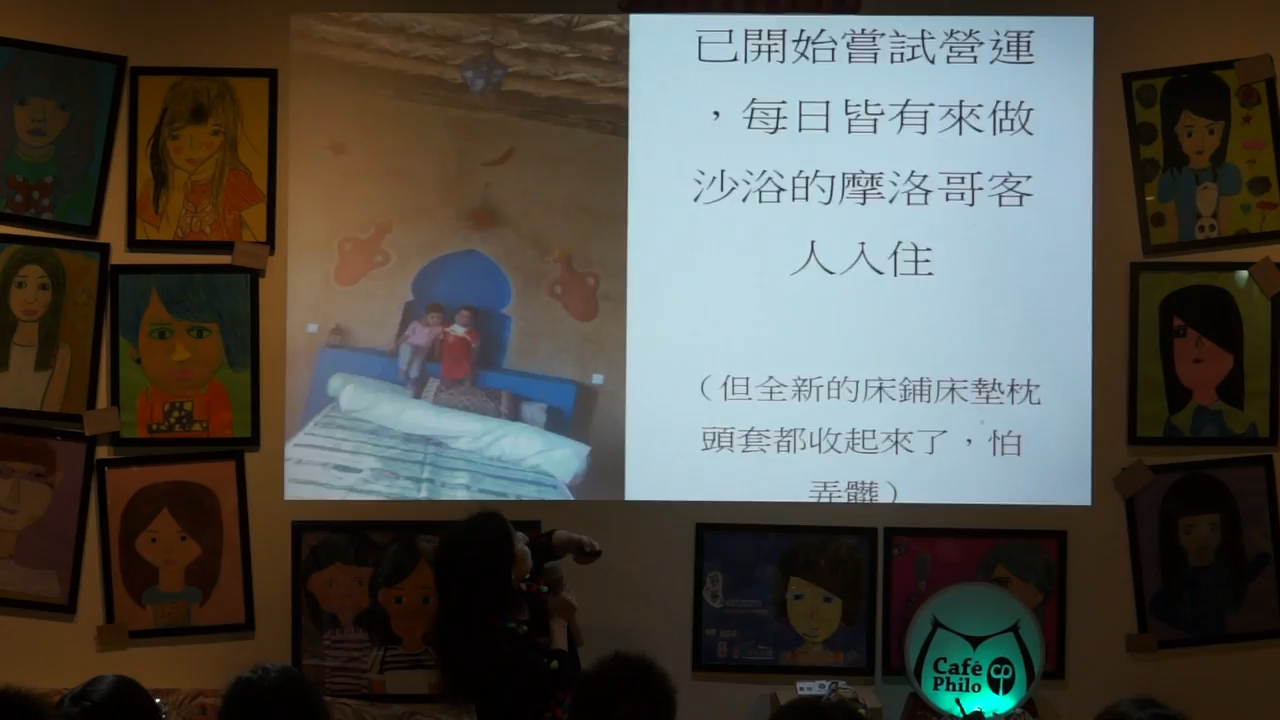 已開始嘗試營運
，每日皆有來做
沙浴的摩洛哥客
人入住
（但全新的床鋪床墊枕
頭套都收起來了，怕
弄髒）
Café
Philo
cp